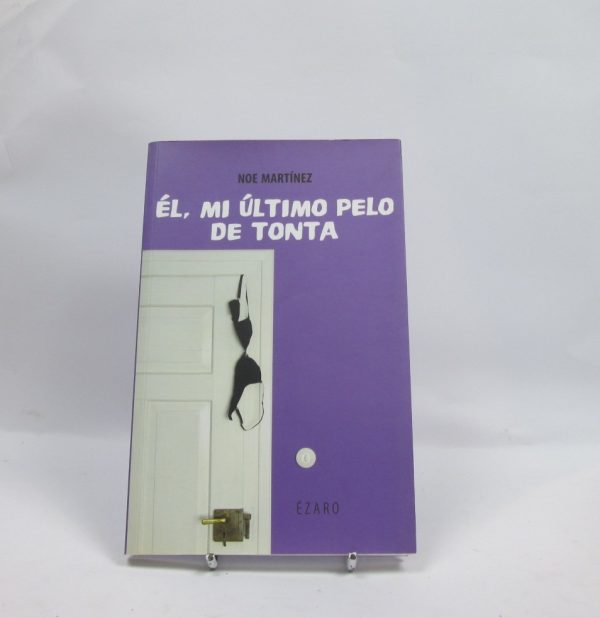 NOE MARTÍNEZ
ÉL, MI ÚLTIMO PELO
DE TONTA
ÉZARO